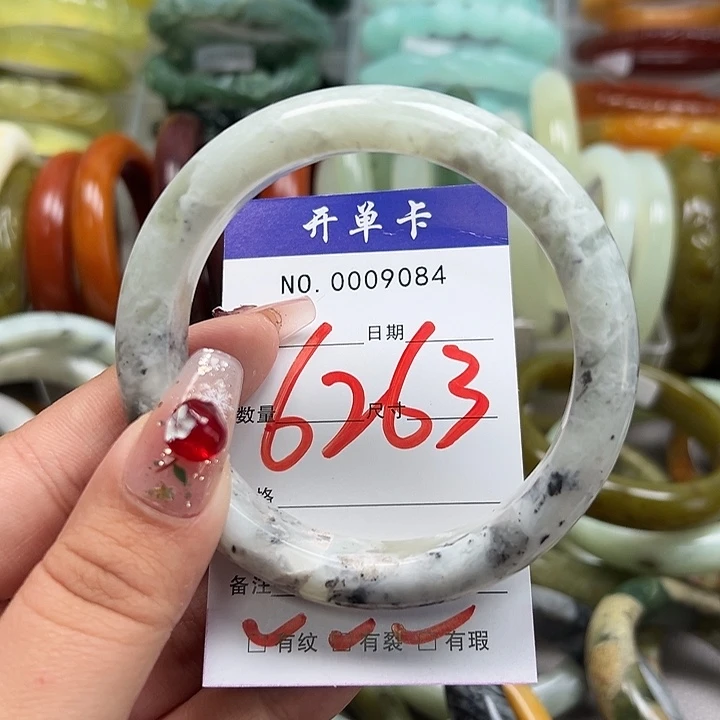 开单卡
NO. 0009084
日期
6263
数量 尺寸
格
备注
☑ 有纹 ☑ 有裂 ☑ 有瑕